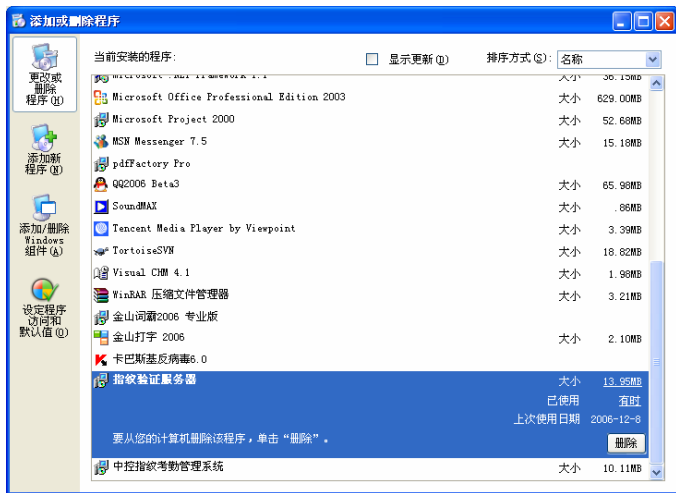 添加或删除程序
更改或
删除
程序(H)
添加新
程序(N)
添加/删除
Windows
组件(A)
设定程序
访问和
默认值(O)
当前安装的程序:
显示更新(D)
排序方式(S): 名称
Microsoft .NET Framework 1.1 大小 36.15MB
Microsoft Office Professional Edition 2003 大小 629.00MB
Microsoft Project 2000 大小 52.68MB
MSN Messenger 7.5 大小 15.18MB
pdfFactory Pro
QQ2006 Beta3 大小 65.98MB
SoundMAX 大小 .86MB
Tencent Media Player by Viewpoint 大小 3.39MB
TortoiseSVN 大小 18.82MB
Visual CHM 4.1 大小 1.98MB
WinRAR 压缩文件管理器 大小 3.21MB
金山词霸2006 专业版
金山打字 2006 大小 2.10MB
卡巴斯基反病毒6.0
指纹验证服务器 大小 13.95MB
已使用 有时
上次使用日期 2006-12-8
要从您的计算机删除该程序,单击“删除”。 删除
中控指纹考勤管理系统 大小 10.11MB